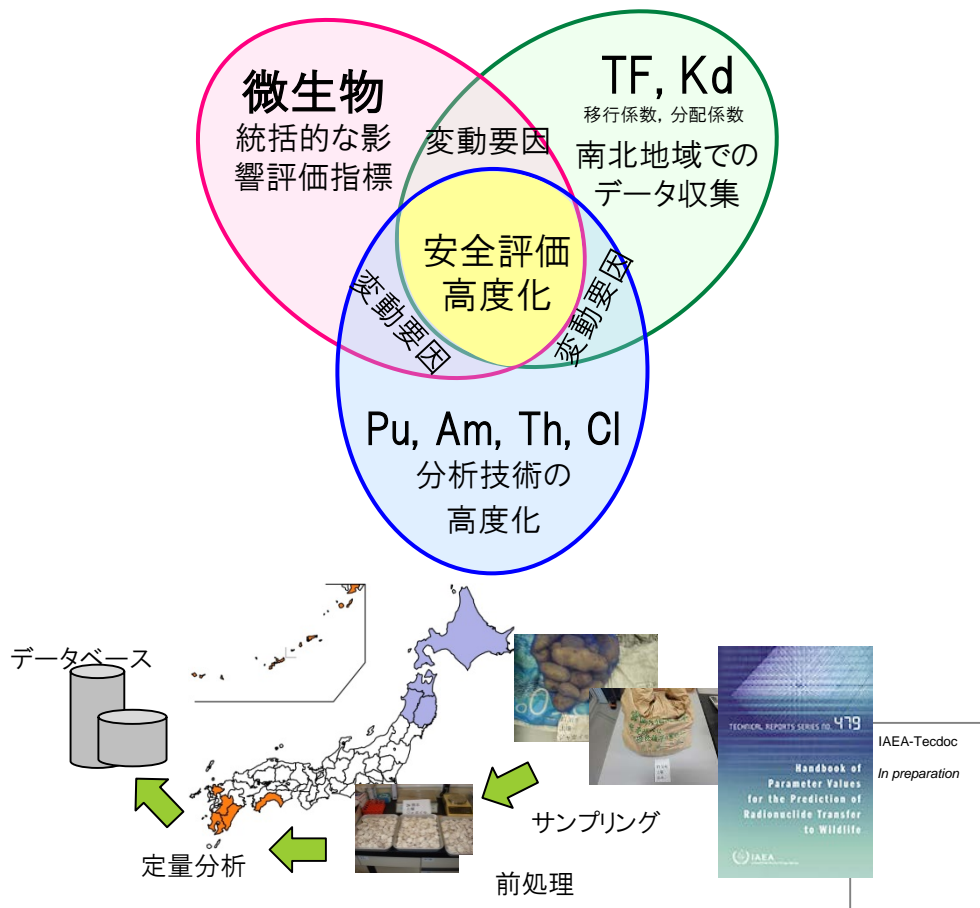 微生物
統括的な影
響評価指標
TF, Kd
移行係数, 分配係数
南北地域での
データ収集
変動要因
安全評価
高度化
変動要因
変動要因
Pu, Am, Th, Cl
分析技術の
高度化
データベース
定量分析
サンプリング
前処理
TECHNICAL REPORTS SERIES NO. 479
Handbook of
Parameter Values
for the Prediction of
Radionuclide Transfer
to Wildlife
IAEA
IAEA-Tecdoc
In preparation